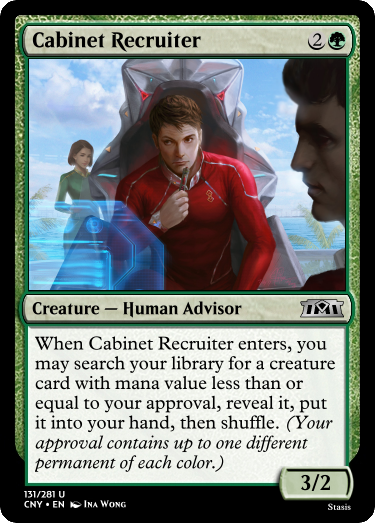 Cabinet Recruiter 2
Creature — Human Advisor
When Cabinet Recruiter enters, you
may search your library for a creature
card with mana value less than or
equal to your approval, reveal it, put
it into your hand, then shuffle. (Your
approval contains up to one different
permanent of each color.)
3/2
131/281 U
CNY • EN Ina Wong
Stasis